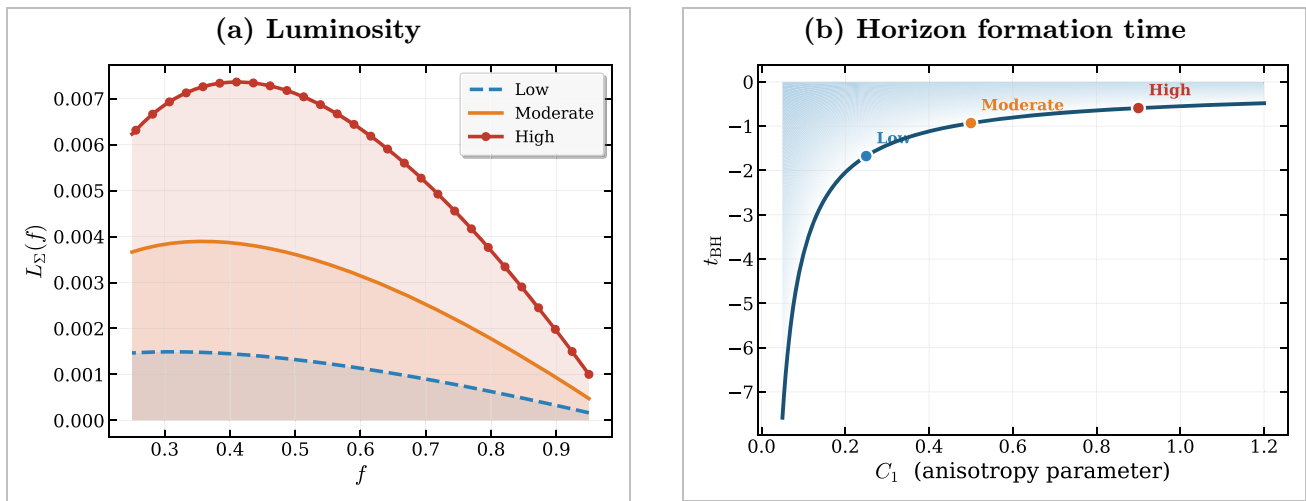 (a) Luminosity
0.007
0.006
0.005
0.004
0.003
0.002
0.001
0.000
L_Σ(f)
0.3 0.4 0.5 0.6 0.7 0.8 0.9
f
Low
Moderate
High
(b) Horizon formation time
0
−1
−2
−3
−4
−5
−6
−7
t_BH
Low
Moderate
High
0.0 0.2 0.4 0.6 0.8 1.0 1.2
C₁ (anisotropy parameter)